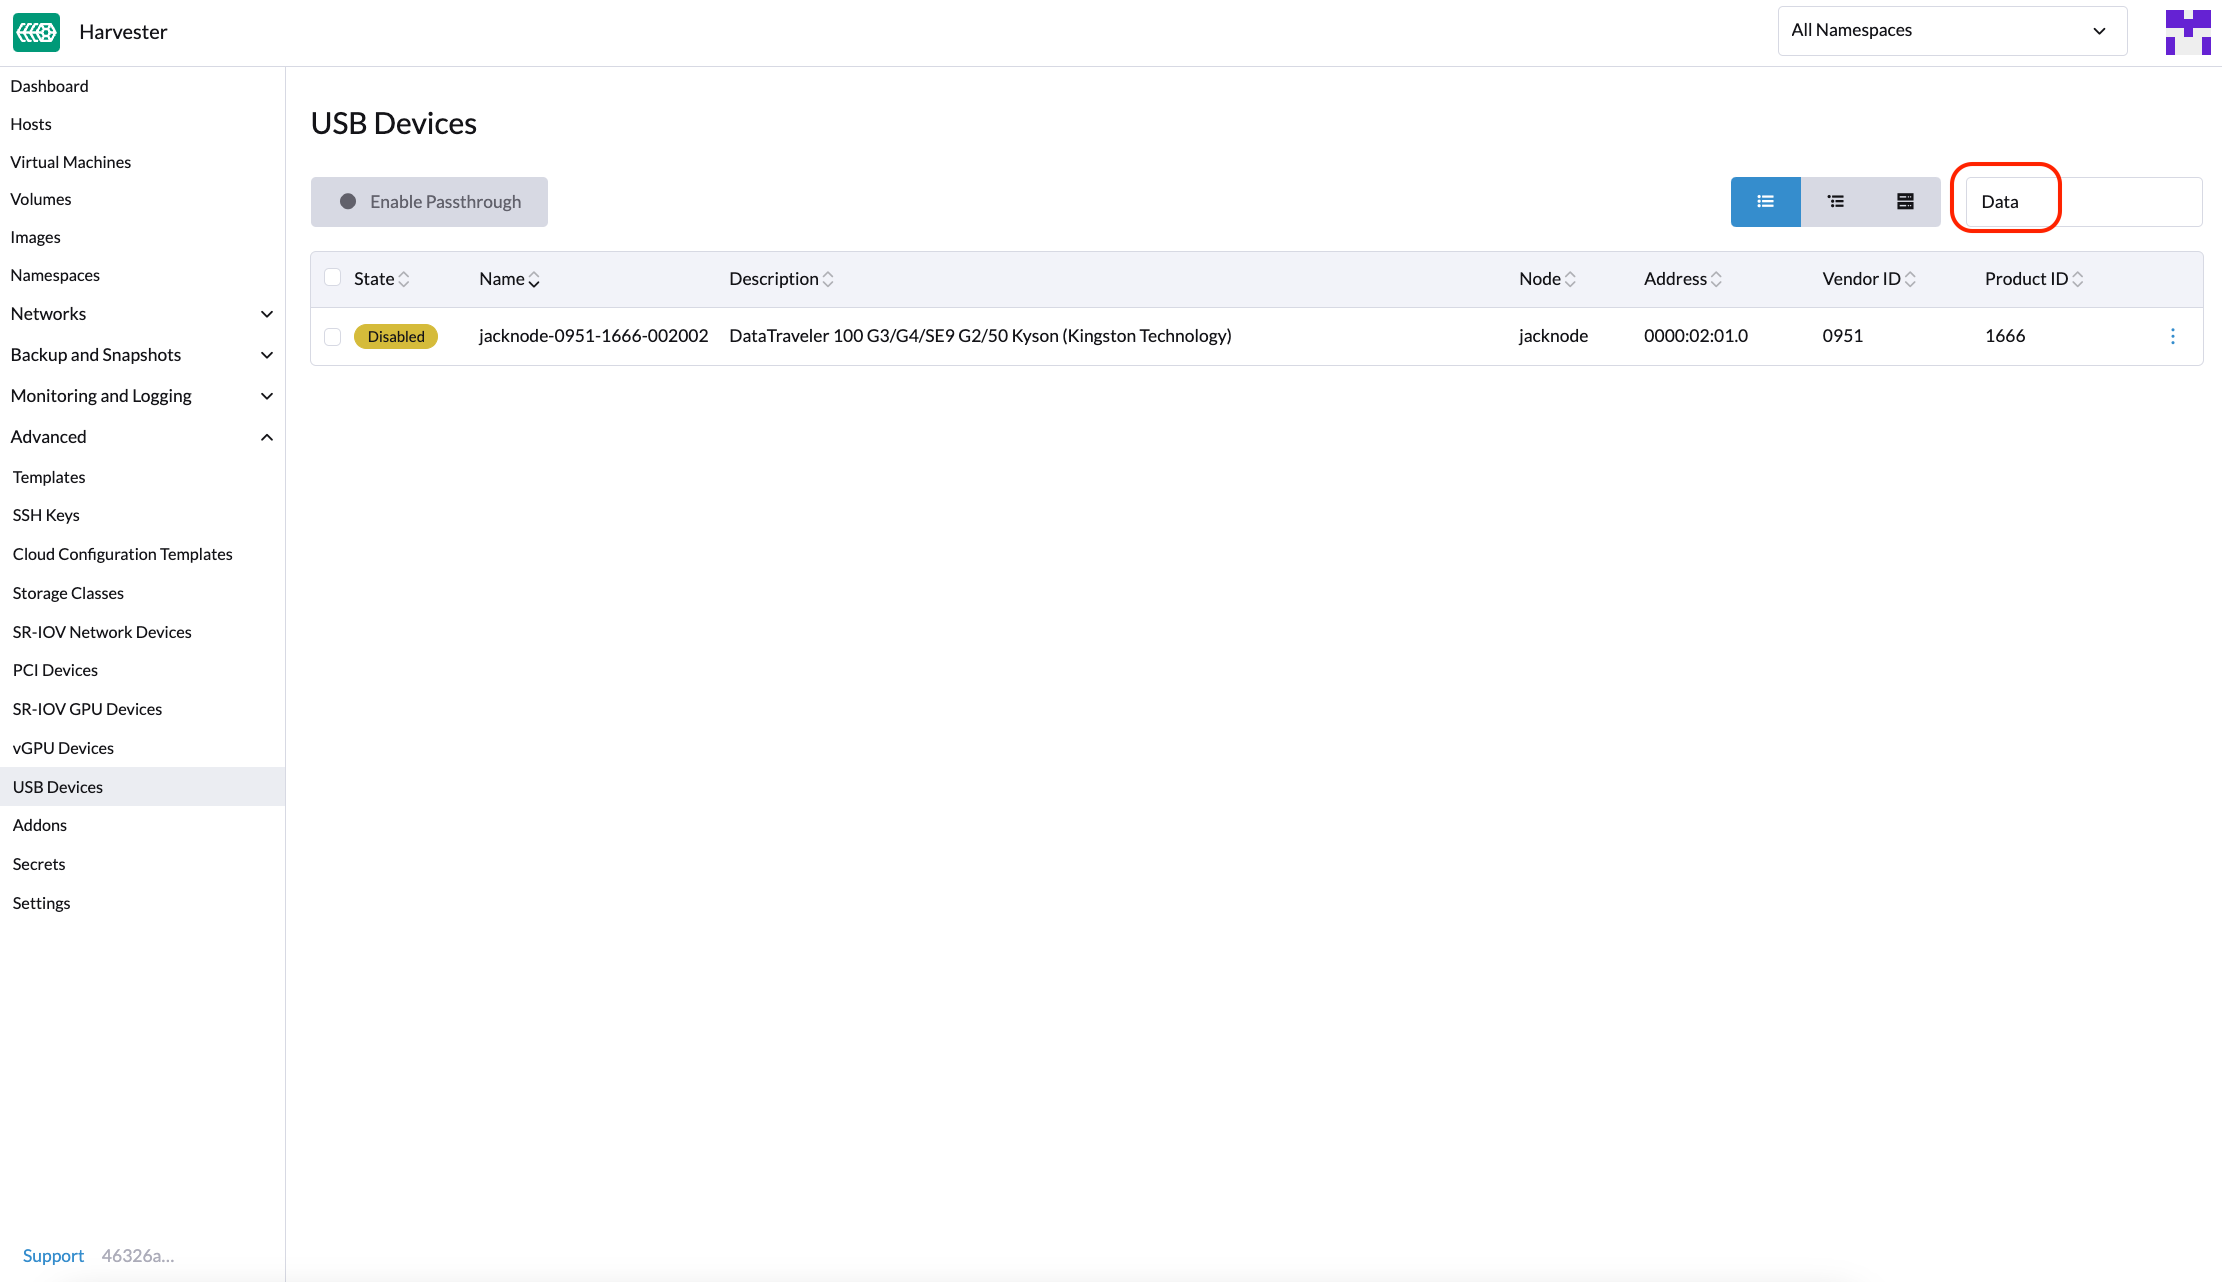 Harvester
All Namespaces
Dashboard
Hosts
Virtual Machines
Volumes
Images
Namespaces
Networks
Backup and Snapshots
Monitoring and Logging
Advanced
Templates
SSH Keys
Cloud Configuration Templates
Storage Classes
SR-IOV Network Devices
PCI Devices
SR-IOV GPU Devices
vGPU Devices
USB Devices
Addons
Secrets
Settings
Support 46326a...
USB Devices
Enable Passthrough
Data
State Name Description Node Address Vendor ID Product ID
Disabled jacknode-0951-1666-002002 DataTraveler 100 G3/G4/SE9 G2/50 Kyson (Kingston Technology) jacknode 0000:02:01.0 0951 1666